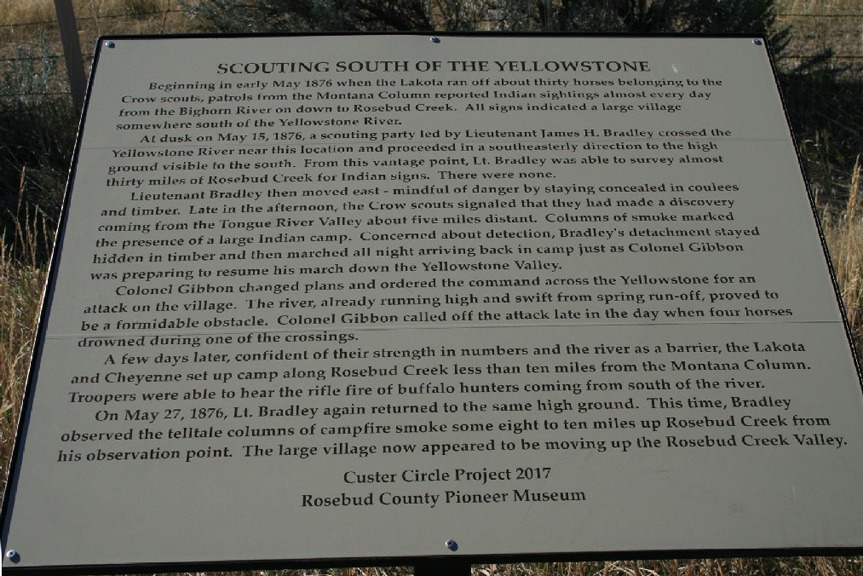 SCOUTING SOUTH OF THE YELLOWSTONE
Beginning in early May 1876 when the Lakota ran off about thirty horses belonging to the
Crow scouts, patrols from the Montana Column reported Indian sightings almost every day
from the Bighorn River on down to Rosebud Creek. All signs indicated a large village
somewhere south of the Yellowstone River.
At dusk on May 15, 1876, a scouting party led by Lieutenant James H. Bradley crossed the
Yellowstone River near this location and proceeded in a southeasterly direction to the high
ground visible to the south. From this vantage point, Lt. Bradley was able to survey almost
thirty miles of Rosebud Creek for Indian signs. There were none.
Lieutenant Bradley then moved east - mindful of danger by staying concealed in coulees
and timber. Late in the afternoon, the Crow scouts signaled that they had made a discovery
coming from the Tongue River Valley about five miles distant. Columns of smoke marked
the presence of a large Indian camp. Concerned about detection, Bradley's detachment stayed
hidden in timber and then marched all night arriving back in camp just as Colonel Gibbon
was preparing to resume his march down the Yellowstone Valley.
Colonel Gibbon changed plans and ordered the command across the Yellowstone for an
attack on the village. The river, already running high and swift from spring run-off, proved to
be a formidable obstacle. Colonel Gibbon called off the attack late in the day when four horses
drowned during one of the crossings.
A few days later, confident of their strength in numbers and the river as a barrier, the Lakota
and Cheyenne set up camp along Rosebud Creek less than ten miles from the Montana Column.
Troopers were able to hear the rifle fire of buffalo hunters coming from south of the river.
On May 27, 1876, Lt. Bradley again returned to the same high ground. This time, Bradley
observed the telltale columns of campfire smoke some eight to ten miles up Rosebud Creek from
his observation point. The large village now appeared to be moving up the Rosebud Creek Valley.
Custer Circle Project 2017
Rosebud County Pioneer Museum